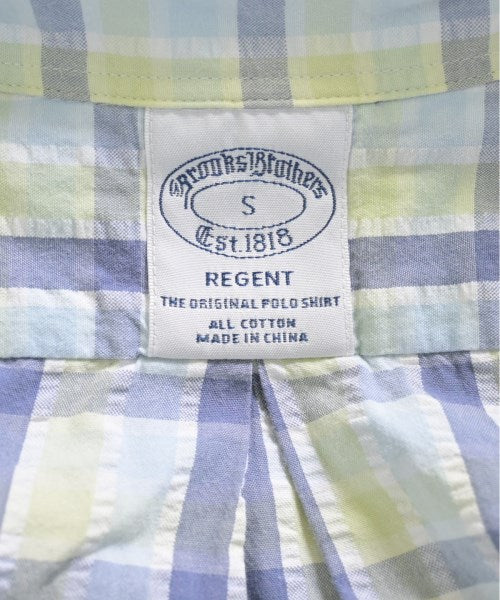 Brooks Brothers
S
Est. 1818
REGENT
THE ORIGINAL POLO SHIRT
ALL COTTON
MADE IN CHINA